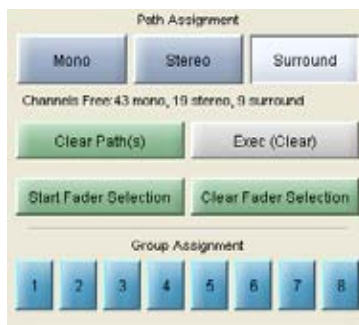 Path Assignment
Mono Stereo Surround
Channels Free:43 mono, 19 stereo, 9 surround
Clear Path(s) Exec (Clear)
Start Fader Selection Clear Fader Selection
Group Assignment
1 2 3 4 5 6 7 8